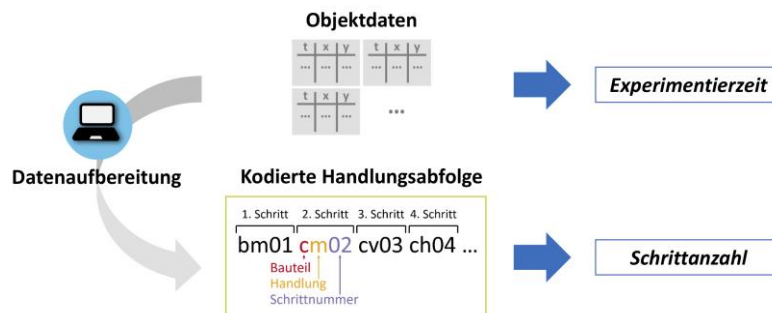 Objektdaten
t x y
... ... ...
t x y
... ... ...
t x y
... ... ...
...
Experimentierzeit
Datenaufbereitung
Kodierte Handlungsabfolge
1. Schritt 2. Schritt 3. Schritt 4. Schritt
bm01 cm02 cv03 ch04 ...
Bauteil
Handlung
Schrittnummer
Schrittanzahl